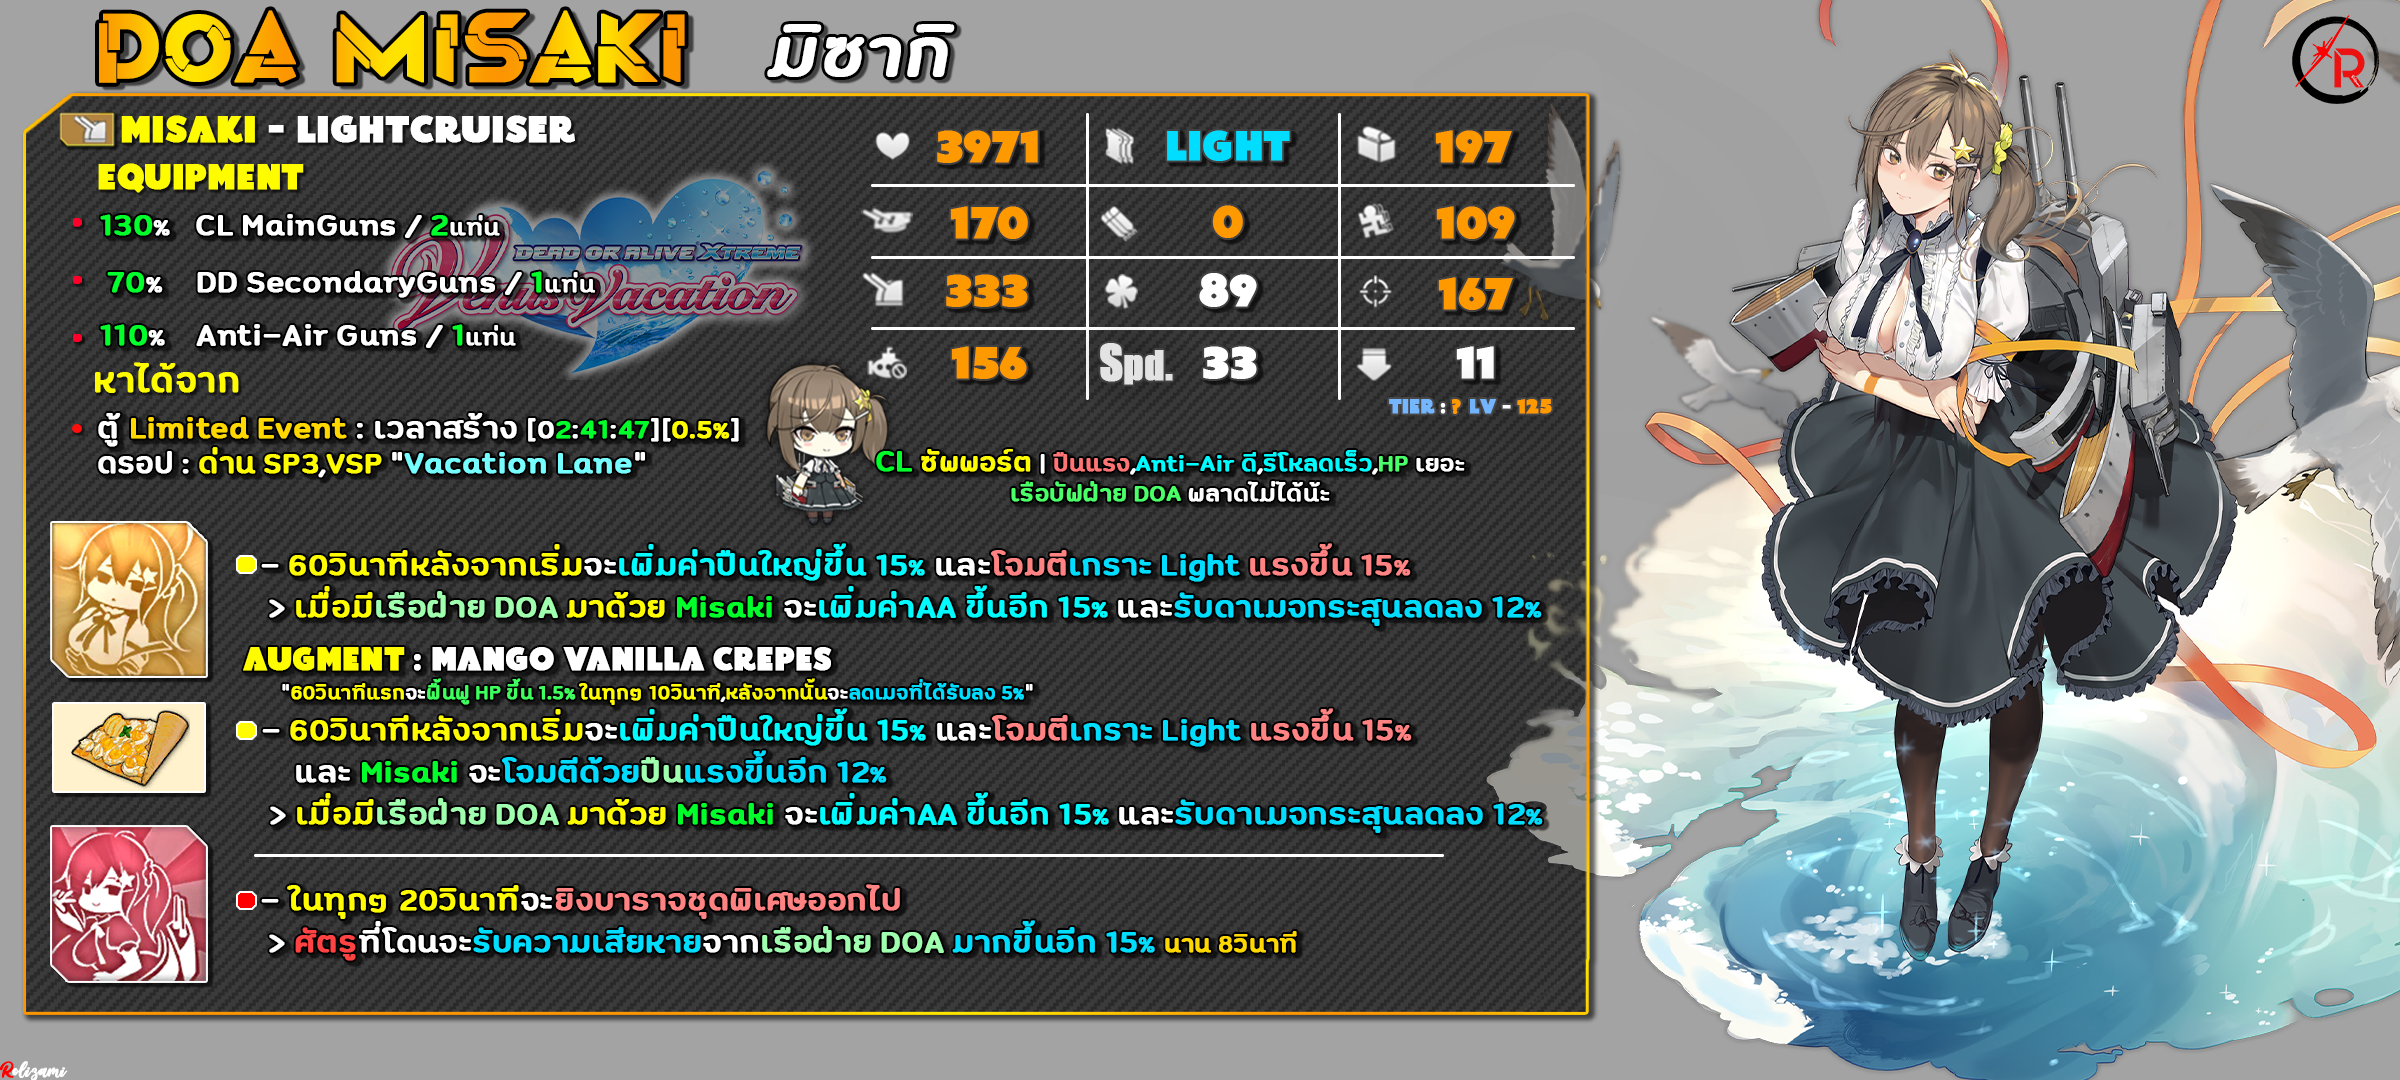 DOA MISAKI มิซากิ
MISAKI - LIGHTCRUISER
EQUIPMENT
130% CL MainGuns / 2แท่น
70% DD SecondaryGuns / 1แท่น
110% Anti-Air Guns / 1แท่น
DEAD OR ALIVE XTREME
Venus Vacation
3971 LIGHT 197
170 0 109
333 89 167
156 Spd. 33 11
TIER : ? LV - 125
หาได้จาก
ตู้ Limited Event : เวลาสร้าง [02:41:47][0.5%]
ดรอป : ด่าน SP3,VSP "Vacation Lane"
CL ซัพพอร์ต | ปืนแรง,Anti-Air ดี,รีโหลดเร็ว,HP เยอะ
เรือบัฟฝ่าย DOA พลาดไม่ได้น้ะ
- 60วินาทีหลังจากเริ่มจะเพิ่มค่าปืนใหญ่ขึ้น 15% และโจมตีเกราะ Light แรงขึ้น 15%
> เมื่อมีเรือฝ่าย DOA มาด้วย Misaki จะเพิ่มค่าAA ขึ้นอีก 15% และรับดาเมจกระสุนลดลง 12%
AUGMENT : MANGO VANILLA CREPES
"60วินาทีแรกจะฟื้นฟู HP ขึ้น 1.5% ในทุกๆ 10วินาที,หลังจากนั้นจะลดเมจที่ได้รับลง 5%"
- 60วินาทีหลังจากเริ่มจะเพิ่มค่าปืนใหญ่ขึ้น 15% และโจมตีเกราะ Light แรงขึ้น 15%
และ Misaki จะโจมตีด้วยปืนแรงขึ้นอีก 12%
> เมื่อมีเรือฝ่าย DOA มาด้วย Misaki จะเพิ่มค่าAA ขึ้นอีก 15% และรับดาเมจกระสุนลดลง 12%
- ในทุกๆ 20วินาทีจะยิงบาราจชุดพิเศษออกไป
> ศัตรูที่โดนจะรับความเสียหายจากเรือฝ่าย DOA มากขึ้นอีก 15% นาน 8วินาที
R
Relizami